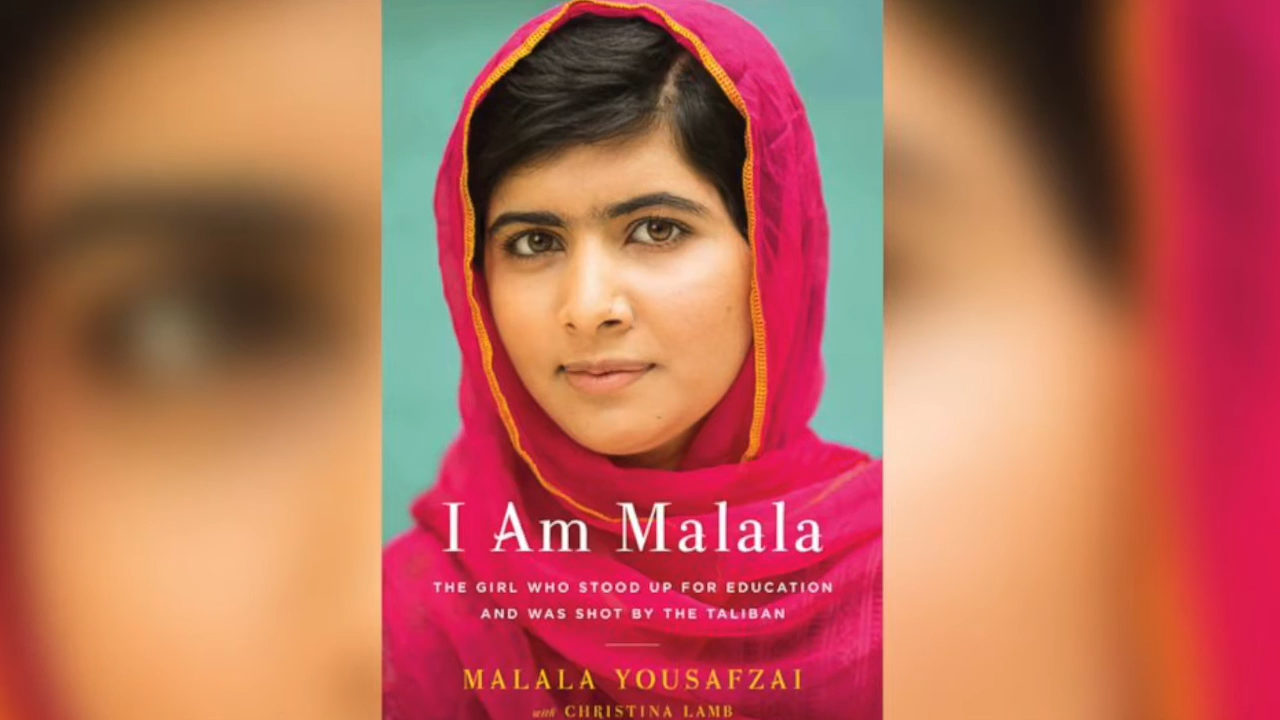 I Am Malala
THE GIRL WHO STOOD UP FOR EDUCATION
AND WAS SHOT BY THE TALIBAN
MALALA YOUSAFZAI
with CHRISTINA LAMB